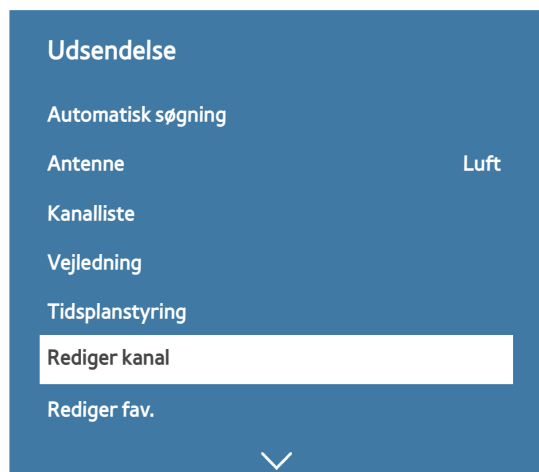 Udsendelse
Automatisk søgning
Antenne Luft
Kanalliste
Vejledning
Tidsplanstyring
Rediger kanal
Rediger fav.